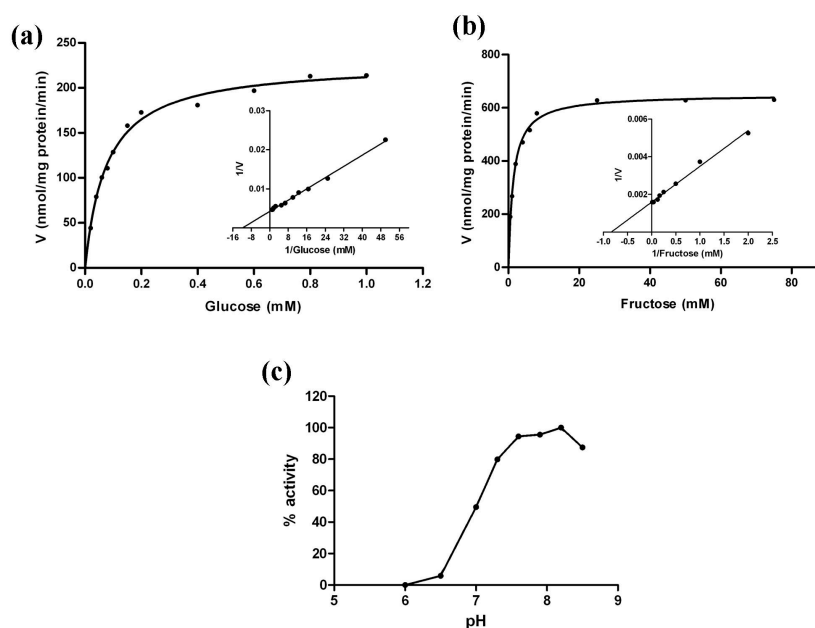 (a)
250
200
150
100
50
0
0.0 0.2 0.4 0.6 0.8 1.0 1.2
V (nmol/mg protein/min)
Glucose (mM)
0.03
0.02
0.01
-16 -8 0 8 16 24 32 40 48 56
1/V
1/Glucose (mM)
(b)
800
600
400
200
0
0 20 40 60 80
V (nmol/mg protein/min)
Fructose (mM)
0.006
0.004
0.002
-1.0 -0.5 0.0 0.5 1.0 1.5 2.0 2.5
1/V
1/Fructose (mM)
(c)
120
100
80
60
40
20
0
5 6 7 8 9
% activity
pH